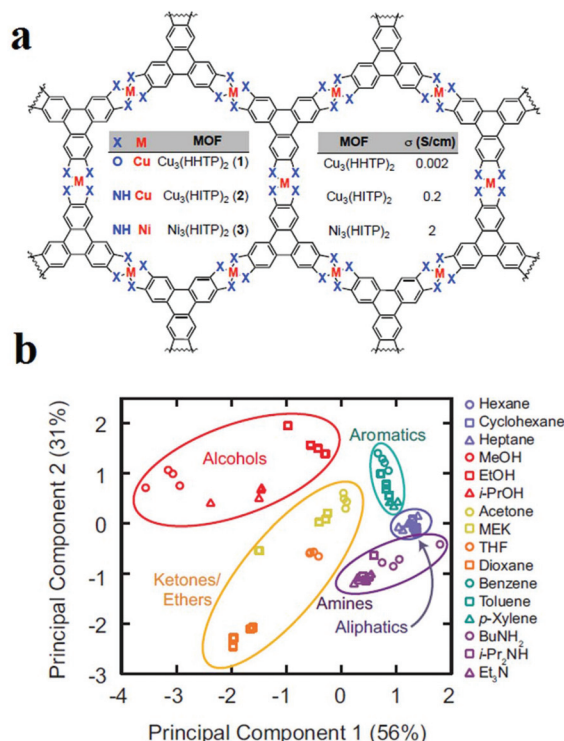 a
X M MOF
O Cu Cu₃(HHTP)₂ (1)
NH Cu Cu₃(HITP)₂ (2)
NH Ni Ni₃(HITP)₂ (3)
MOF σ (S/cm)
Cu₃(HHTP)₂ 0.002
Cu₃(HITP)₂ 0.2
Ni₃(HITP)₂ 2
b
Principal Component 2 (31%)
2
1
0
-1
-2
-3
-4 -3 -2 -1 0 1 2
Principal Component 1 (56%)
Alcohols
Aromatics
Ketones/
Ethers
Amines
Aliphatics
Hexane
Cyclohexane
Heptane
MeOH
EtOH
i-PrOH
Acetone
MEK
THF
Dioxane
Benzene
Toluene
p-Xylene
BuNH₂
i-Pr₂NH
Et₃N